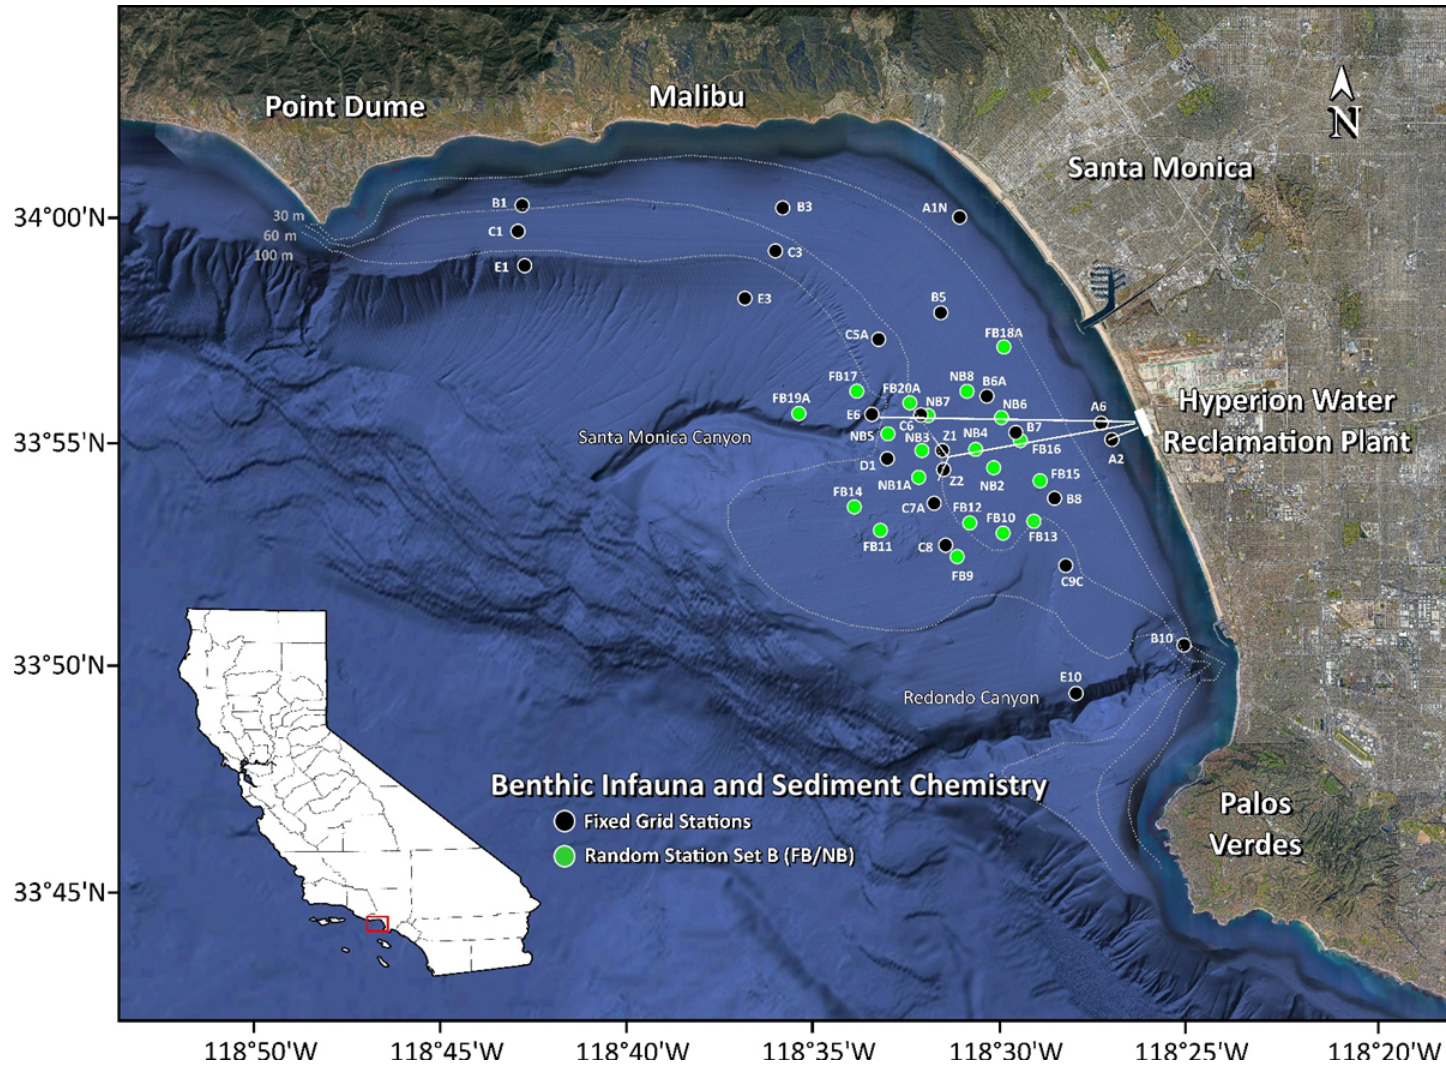 Point Dume
Malibu
N
Santa Monica
34°00'N
30 m
60 m
100 m
B1
C1
E1
B3
C3
E3
A1N
B5
C5A
FB18A
FB17
FB20A
NB8
B6A
FB19A
E6
C6
NB7
NB6
A6
Hyperion Water
Reclamation Plant
33°55'N
Santa Monica Canyon
NB5
NB3
Z1
NB4
B7
FB16
A2
D1
Z2
NB2
FB15
NB1A
FB14
C7A
FB12
FB10
B8
FB11
C8
FB13
FB9
C9C
33°50'N
B10
E10
Redondo Canyon
Benthic Infauna and Sediment Chemistry
Fixed Grid Stations
Random Station Set B (FB/NB)
Palos
Verdes
33°45'N
118°50'W
118°45'W
118°40'W
118°35'W
118°30'W
118°25'W
118°20'W